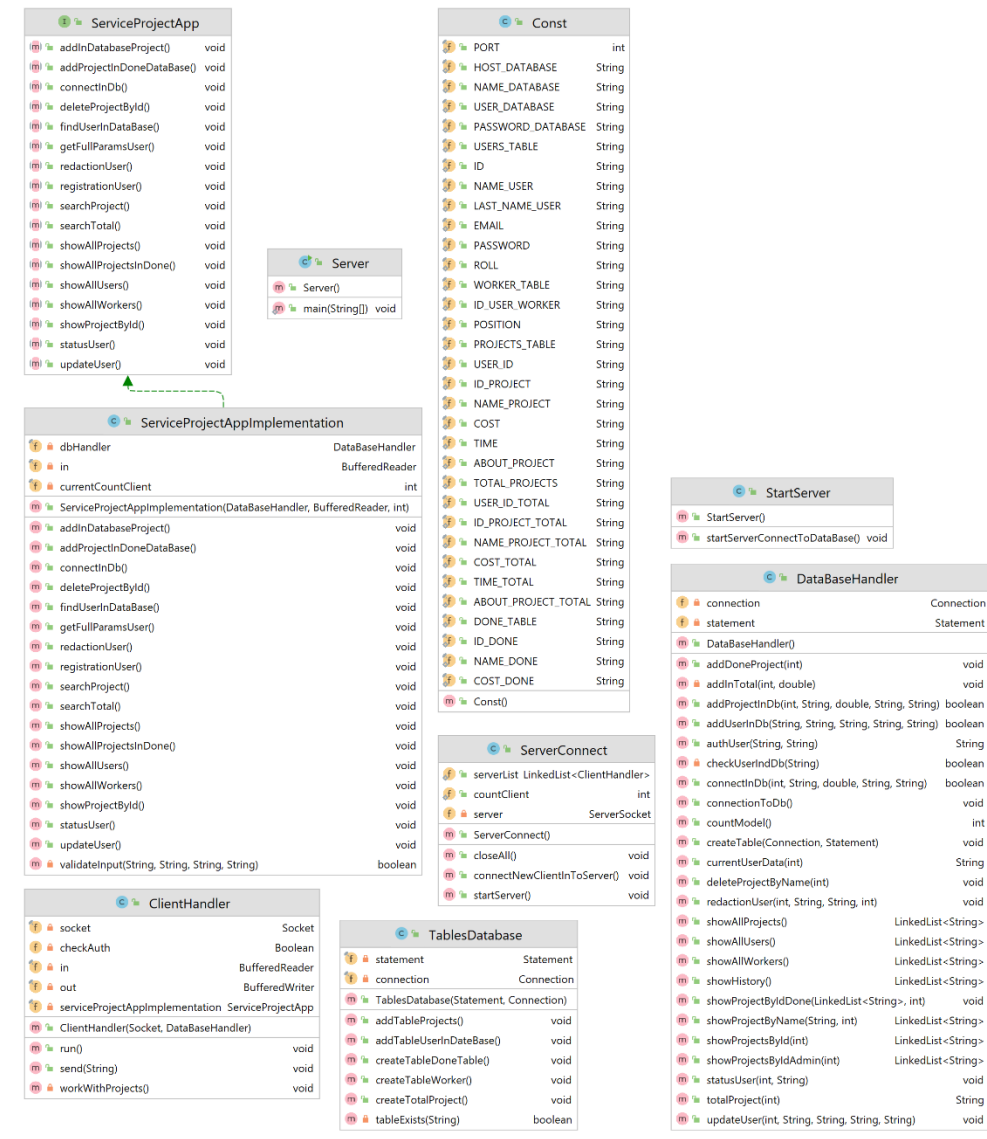 ServiceProjectApp
addInDatabaseProject() void
addProjectInDoneDataBase() void
connectInDb() void
deleteProjectById() void
findUserInDataBase() void
getFullParamsUser() void
redactionUser() void
registrationUser() void
searchProject() void
searchTotal() void
showAllProjects() void
showAllProjectsInDone() void
showAllUsers() void
showAllWorkers() void
showProjectById() void
statusUser() void
updateUser() void
Server
Server()
main(String[]) void
Const
PORT int
HOST_DATABASE String
NAME_DATABASE String
USER_DATABASE String
PASSWORD_DATABASE String
USERS_TABLE String
ID String
NAME_USER String
LAST_NAME_USER String
EMAIL String
PASSWORD String
ROLL String
WORKER_TABLE String
ID_USER_WORKER String
POSITION String
PROJECTS_TABLE String
USER_ID String
ID_PROJECT String
NAME_PROJECT String
COST String
TIME String
ABOUT_PROJECT String
TOTAL_PROJECTS String
USER_ID_TOTAL String
ID_PROJECT_TOTAL String
NAME_PROJECT_TOTAL String
COST_TOTAL String
TIME_TOTAL String
ABOUT_PROJECT_TOTAL String
DONE_TABLE String
ID_DONE String
NAME_DONE String
COST_DONE String
Const()
ServiceProjectAppImplementation
dbHandler DataBaseHandler
in BufferedReader
currentCountClient int
ServiceProjectAppImplementation(DataBaseHandler, BufferedReader, int)
addInDatabaseProject() void
addProjectInDoneDataBase() void
connectInDb() void
deleteProjectById() void
findUserInDataBase() void
getFullParamsUser() void
redactionUser() void
registrationUser() void
searchProject() void
searchTotal() void
showAllProjects() void
showAllProjectsInDone() void
showAllUsers() void
showAllWorkers() void
showProjectById() void
statusUser() void
updateUser() void
validateInput(String, String, String, String) boolean
StartServer
StartServer()
startServerConnectToDataBase() void
DataBaseHandler
connection Connection
statement Statement
DataBaseHandler()
addDoneProject(int) void
addInTotal(int, double) void
addProjectInDb(int, String, double, String, String) boolean
addUserInDb(String, String, String, String, String) boolean
authUser(String, String) String
checkUserIndDb(String) boolean
connectInDb(int, String, double, String, String) boolean
connectionToDb() void
countModel() int
createTable(Connection, Statement) void
currentUserData(int) String
deleteProjectByName(int) void
redactionUser(int, String, String, int) void
showAllProjects() LinkedList<String>
showAllUsers() LinkedList<String>
showAllWorkers() LinkedList<String>
showHistory() LinkedList<String>
showProjectByIdDone(LinkedList<String>, int) void
showProjectByName(String, int) LinkedList<String>
showProjectsById(int) LinkedList<String>
showProjectsByIdAdmin(int) LinkedList<String>
statusUser(int, String) void
totalProject(int) String
updateUser(int, String, String, String, String) void
ServerConnect
serverList LinkedList<ClientHandler>
countClient int
server ServerSocket
ServerConnect()
closeAll() void
connectNewClientInToServer() void
startServer() void
ClientHandler
socket Socket
checkAuth Boolean
in BufferedReader
out BufferedWriter
serviceProjectAppImplementation ServiceProjectApp
ClientHandler(Socket, DataBaseHandler)
run() void
send(String) void
workWithProjects() void
TablesDatabase
statement Statement
connection Connection
TablesDatabase(Statement, Connection)
addTableProjects() void
addTableUserInDateBase() void
createTableDoneTable() void
createTableWorker() void
createTotalProject() void
tableExists(String) boolean